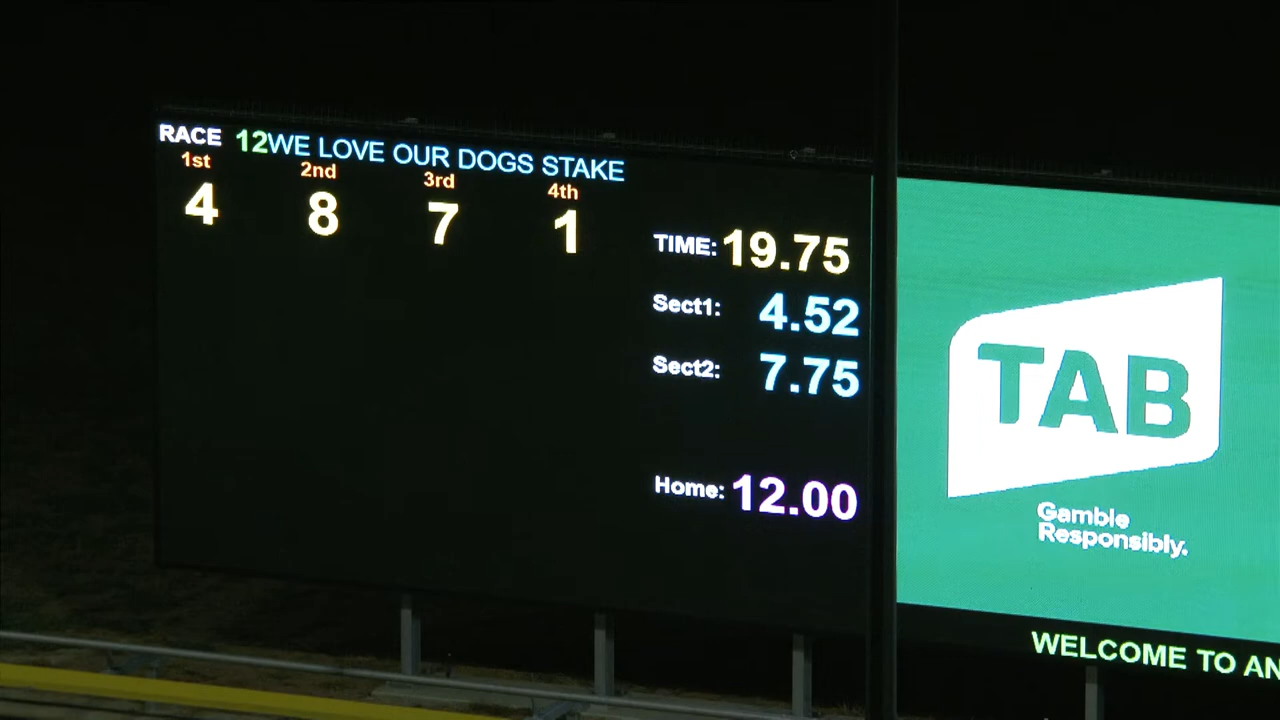 RACE 12WE LOVE OUR DOGS STAKE
1st 2nd 3rd 4th
4 8 7 1
TIME: 19.75
Sect1: 4.52
Sect2: 7.75
Home: 12.00
TAB
Gamble
Responsibly.
WELCOME TO AN